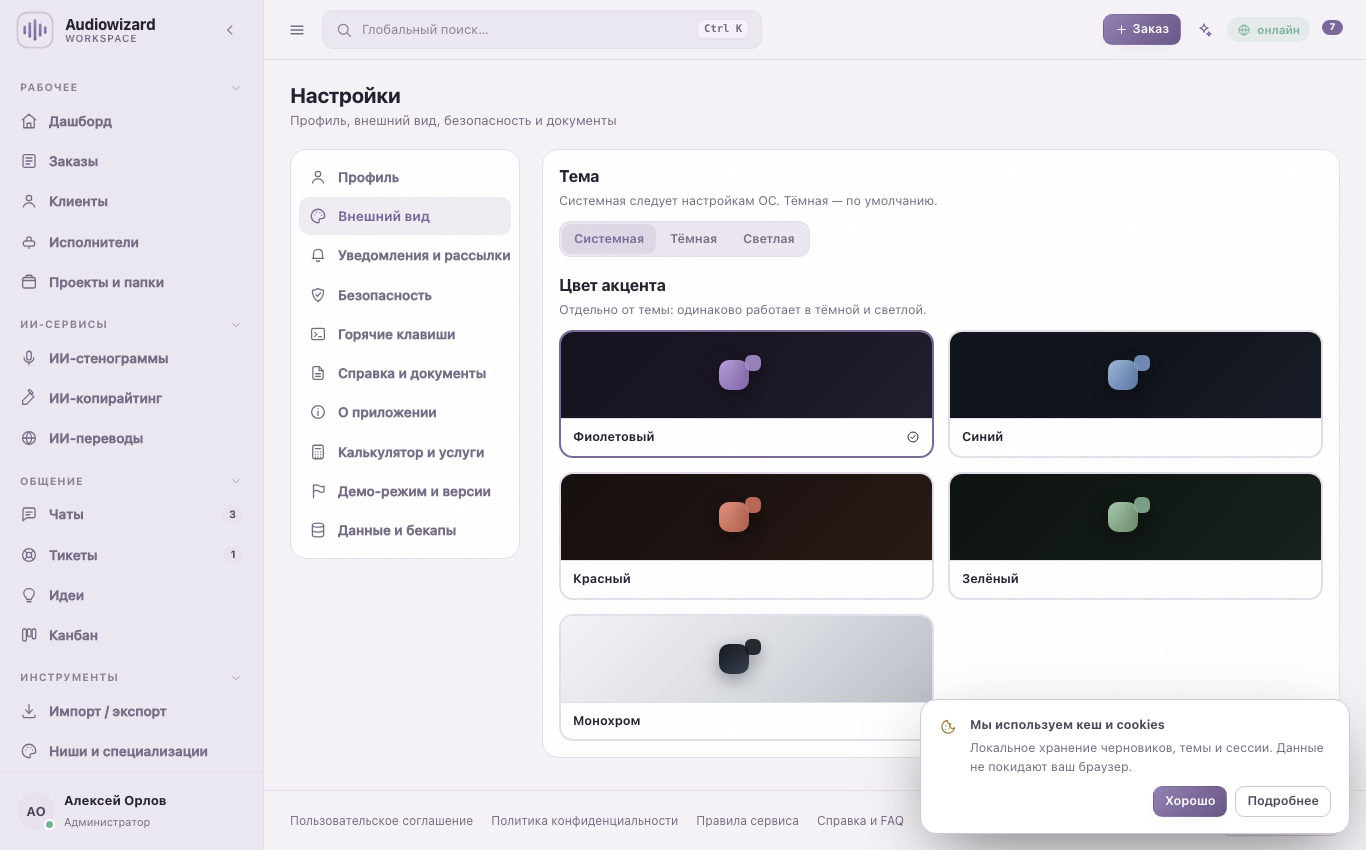 Audiowizard
WORKSPACE
Глобальный поиск...
Ctrl K
+ Заказ
онлайн
7
РАБОЧЕЕ
Дашборд
Заказы
Клиенты
Исполнители
Проекты и папки
ИИ-СЕРВИСЫ
ИИ-стенограммы
ИИ-копирайтинг
ИИ-переводы
ОБЩЕНИЕ
Чаты
3
Тикеты
1
Идеи
Канбан
ИНСТРУМЕНТЫ
Импорт / экспорт
Ниши и специализации
АО
Алексей Орлов
Администратор
Настройки
Профиль, внешний вид, безопасность и документы
Профиль
Внешний вид
Уведомления и рассылки
Безопасность
Горячие клавиши
Справка и документы
О приложении
Калькулятор и услуги
Демо-режим и версии
Данные и бекапы
Тема
Системная следует настройкам ОС. Тёмная — по умолчанию.
Системная
Тёмная
Светлая
Цвет акцента
Отдельно от темы: одинаково работает в тёмной и светлой.
Фиолетовый
Синий
Красный
Зелёный
Монохром
Мы используем кеш и cookies
Локальное хранение черновиков, темы и сессии. Данные
не покидают ваш браузер.
Хорошо
Подробнее
Пользовательское соглашение
Политика конфиденциальности
Правила сервиса
Справка и FAQ